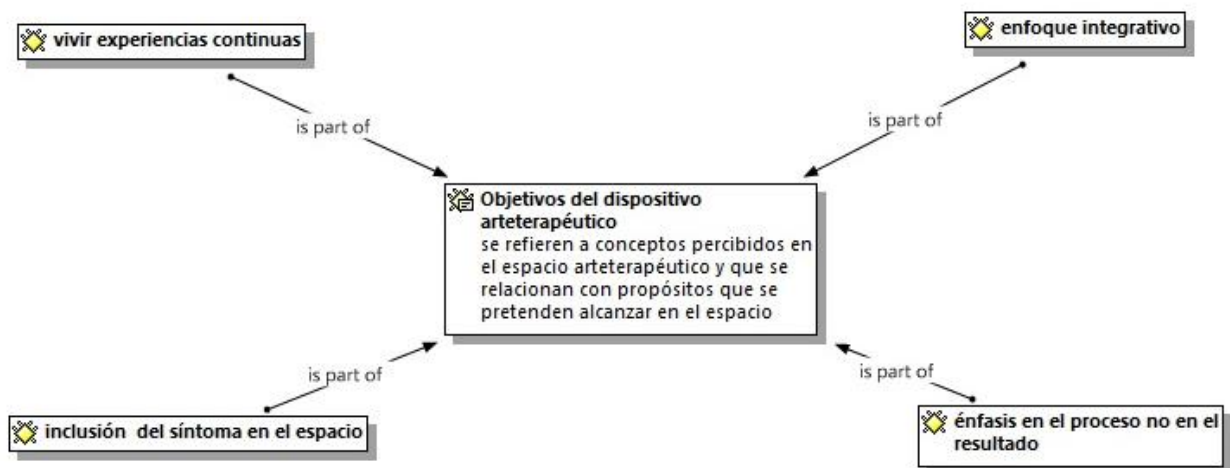 vivir experiencias continuas
enfoque integrativo
is part of
is part of
Objetivos del dispositivo
arteterapéutico
se refieren a conceptos percibidos en
el espacio arteterapéutico y que se
relacionan con propósitos que se
pretenden alcanzar en el espacio
is part of
is part of
inclusión del síntoma en el espacio
énfasis en el proceso no en el
resultado